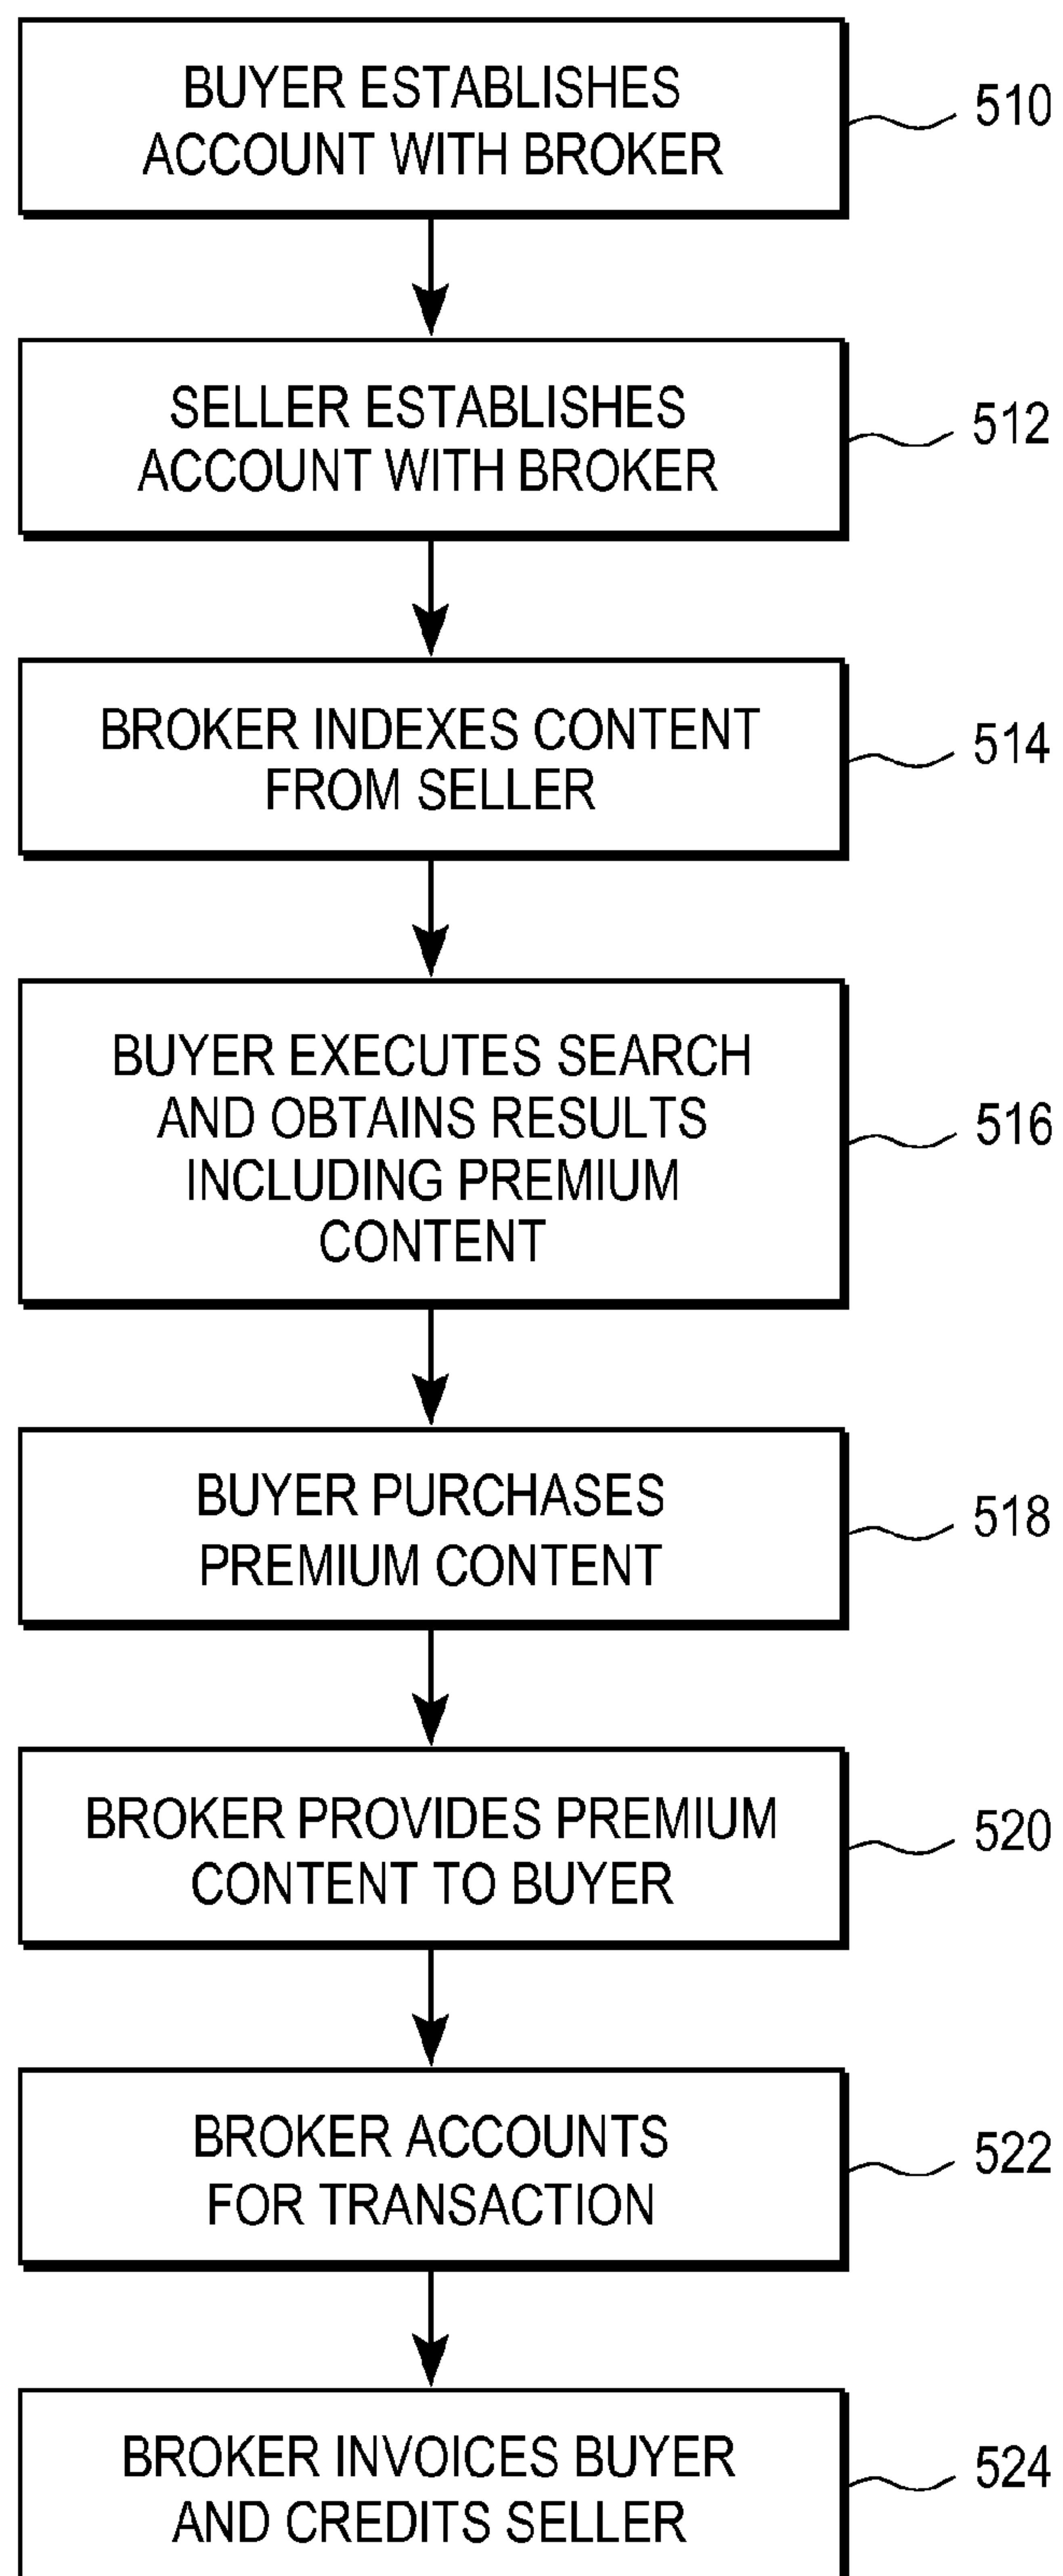 BUYER ESTABLISHES
ACCOUNT WITH BROKER
510
SELLER ESTABLISHES
ACCOUNT WITH BROKER
512
BROKER INDEXES CONTENT
FROM SELLER
514
BUYER EXECUTES SEARCH
AND OBTAINS RESULTS
INCLUDING PREMIUM
CONTENT
516
BUYER PURCHASES
PREMIUM CONTENT
518
BROKER PROVIDES PREMIUM
CONTENT TO BUYER
520
BROKER ACCOUNTS
FOR TRANSACTION
522
BROKER INVOICES BUYER
AND CREDITS SELLER
524